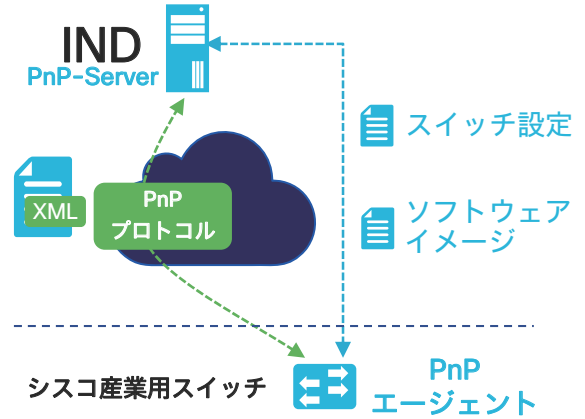 IND
PnP-Server
スイッチ設定
XML
PnP
プロトコル
ソフトウェア
イメージ
シスコ産業用スイッチ
PnP
エージェント